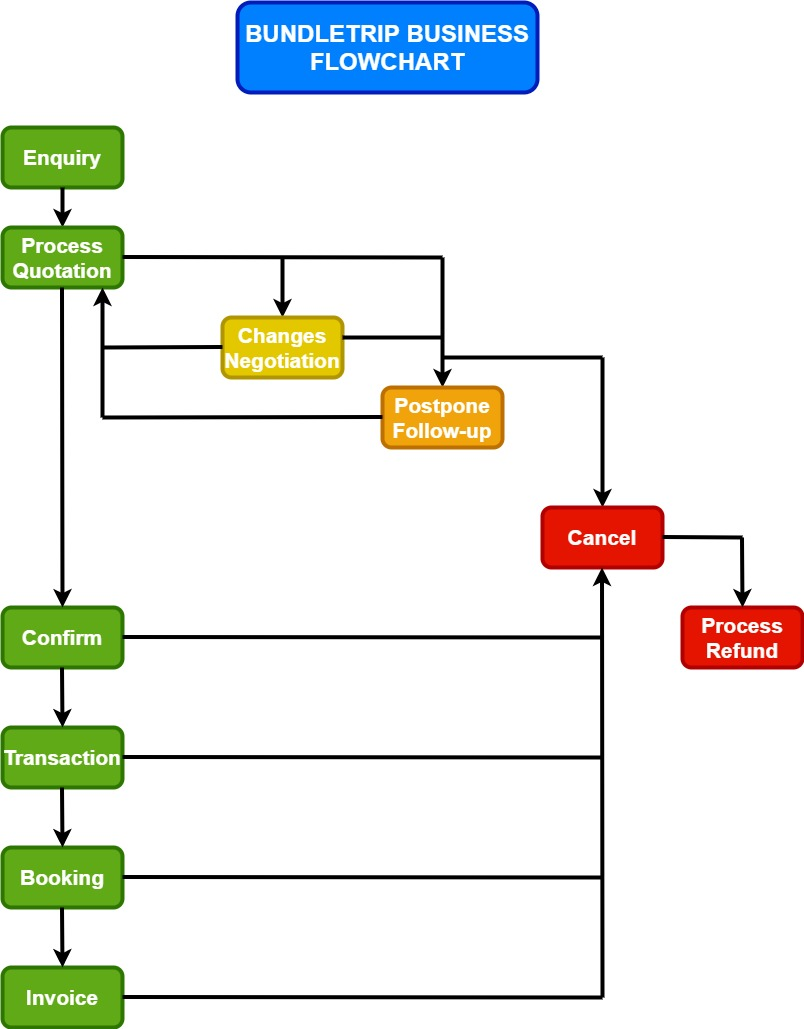 BUNDLETRIP BUSINESS
FLOWCHART
Enquiry
Process
Quotation
Changes
Negotiation
Postpone
Follow-up
Cancel
Process
Refund
Confirm
Transaction
Booking
Invoice